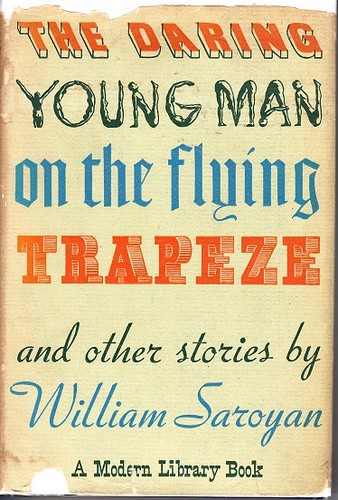 THE DARING
YOUNG MAN
on the flying
TRAPEZE
and other stories by
William Saroyan
A Modern Library Book